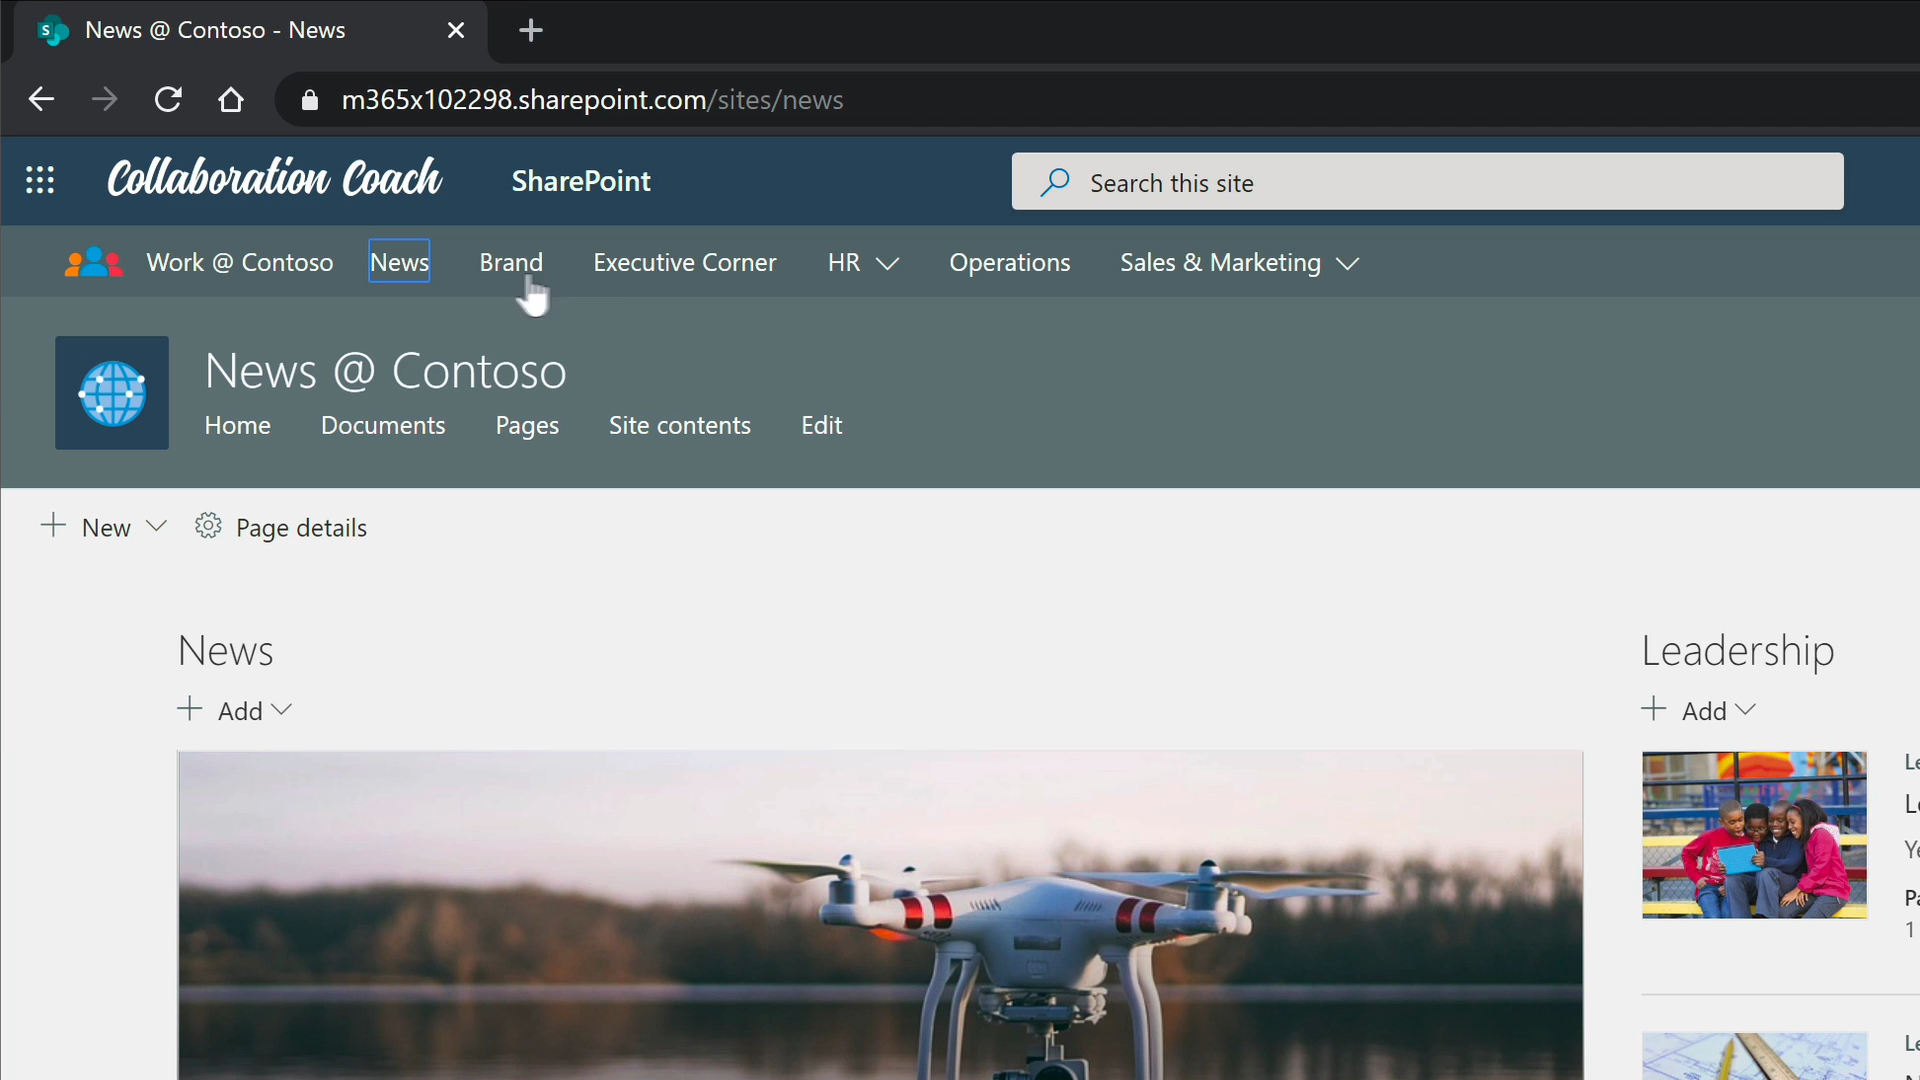 News @ Contoso - News
m365x102298.sharepoint.com/sites/news
Collaboration Coach
SharePoint
Search this site
Work @ Contoso News Brand Executive Corner HR Operations Sales & Marketing
News @ Contoso
Home Documents Pages Site contents Edit
New Page details
News
Add
Leadership
Add